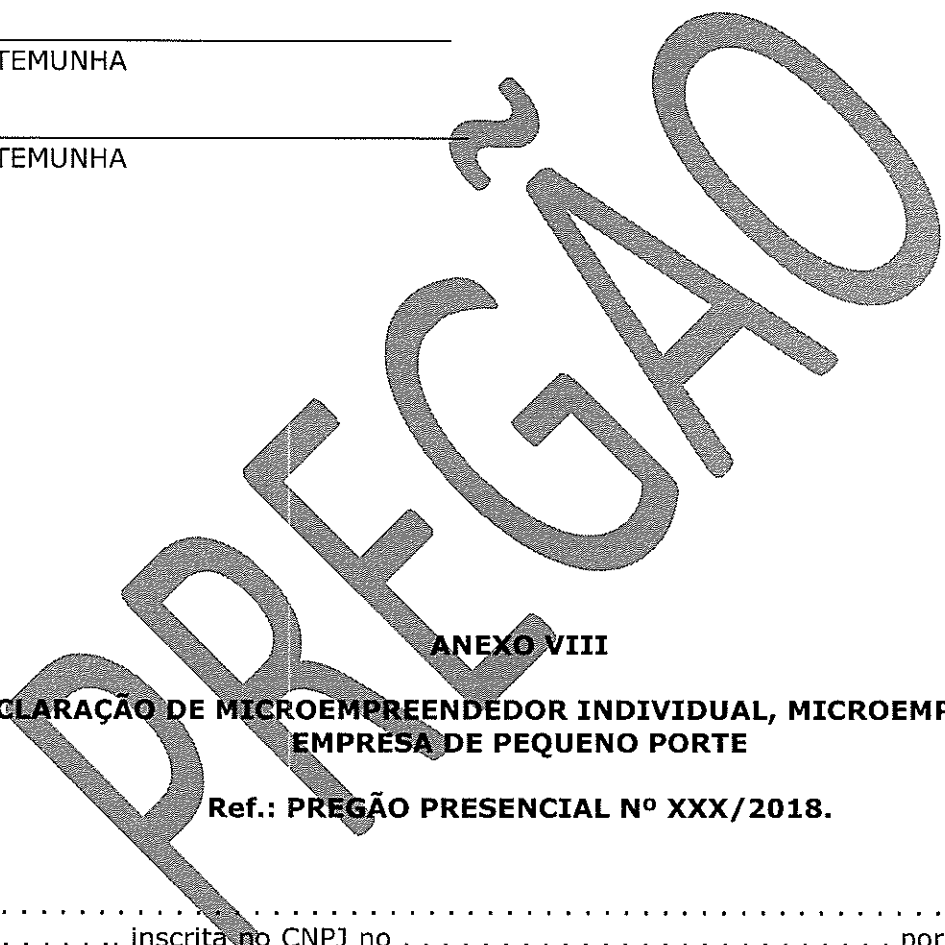 TEMUNHA
TEMUNHA
PREGÃO
ANEXO VIII
CLARAÇÃO DE MICROEMPREENDEDOR INDIVIDUAL, MICROEMP
EMPRESA DE PEQUENO PORTE
Ref.: PREGÃO PRESENCIAL Nº XXX/2018.
. . . . . . . . . . . . . . . . . . . . . . . . . . . . . . . . . . . . . . . . . . . . . . . . . . . . . . . . . . . .
. . . . . . . . inscrita no CNPJ no . . . . . . . . . . . . . . . . . . . . . . . . . . . . . . . por